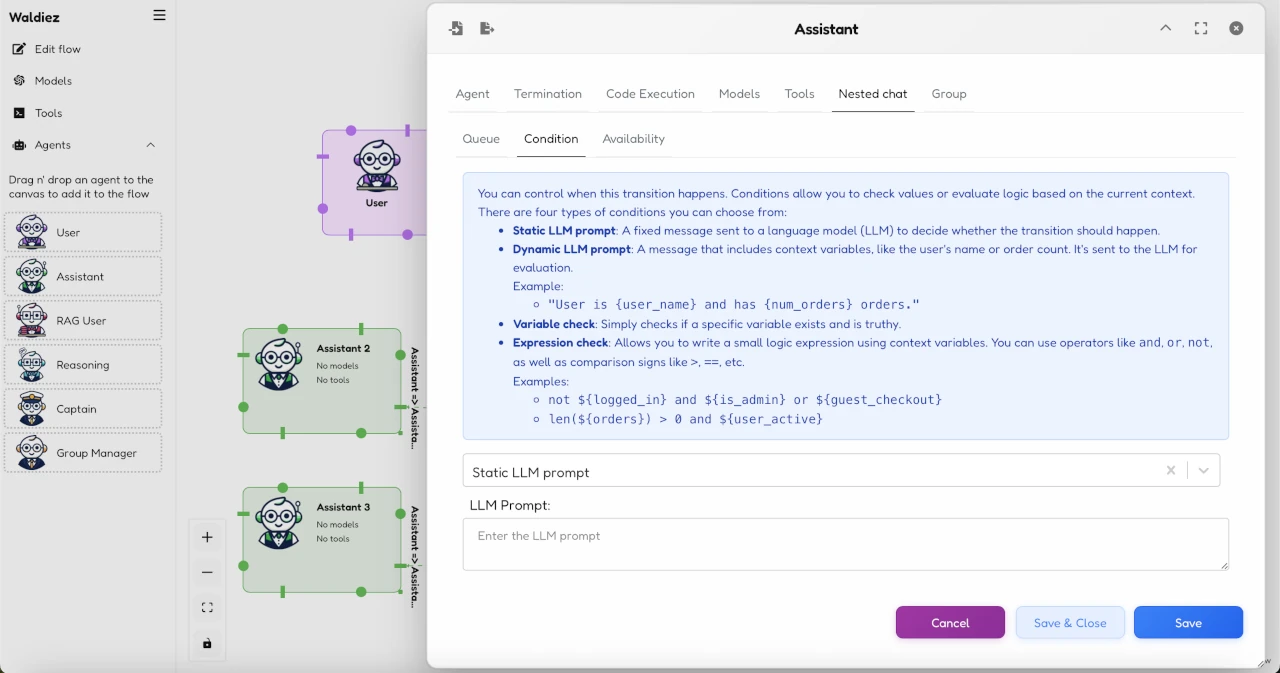 Waldiez
Edit flow
Models
Tools
Agents
Drag n' drop an agent to the
canvas to add it to the flow
User
Assistant
RAG User
Reasoning
Captain
Group Manager
User
Assistant 2
No models
No tools
Assistant => Assista...
Assistant 3
No models
No tools
Assistant => Assista...
Assistant
Agent Termination Code Execution Models Tools Nested chat Group
Queue Condition Availability
You can control when this transition happens. Conditions allow you to check values or evaluate logic based on the current context.
There are four types of conditions you can choose from:
• Static LLM prompt: A fixed message sent to a language model (LLM) to decide whether the transition should happen.
• Dynamic LLM prompt: A message that includes context variables, like the user's name or order count. It's sent to the LLM for
evaluation.
Example:
◦ "User is {user_name} and has {num_orders} orders."
• Variable check: Simply checks if a specific variable exists and is truthy.
• Expression check: Allows you to write a small logic expression using context variables. You can use operators like and, or, not,
as well as comparison signs like >, ==, etc.
Examples:
◦ not ${logged_in} and ${is_admin} or ${guest_checkout}
◦ len(${orders}) > 0 and ${user_active}
Static LLM prompt
LLM Prompt:
Enter the LLM prompt
Cancel Save & Close Save